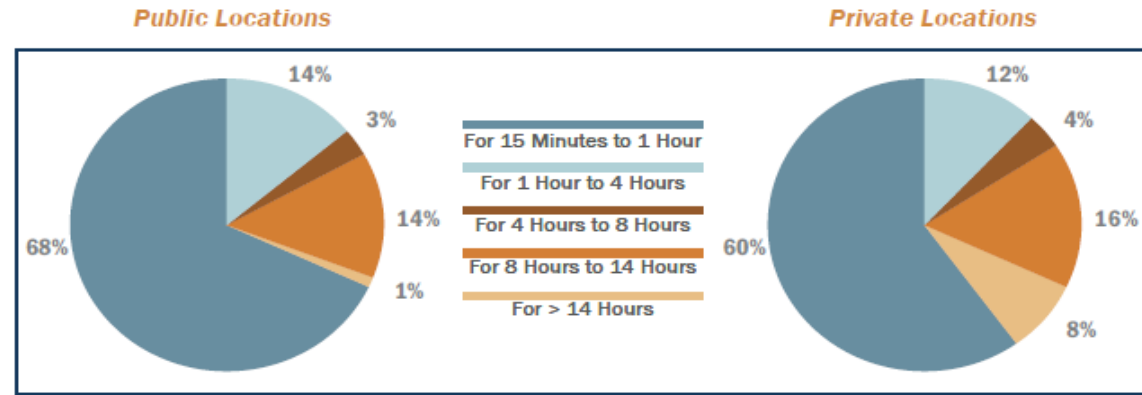 Public Locations
Private Locations
14%
3%
14%
1%
68%
For 15 Minutes to 1 Hour
For 1 Hour to 4 Hours
For 4 Hours to 8 Hours
For 8 Hours to 14 Hours
For > 14 Hours
12%
4%
16%
8%
60%